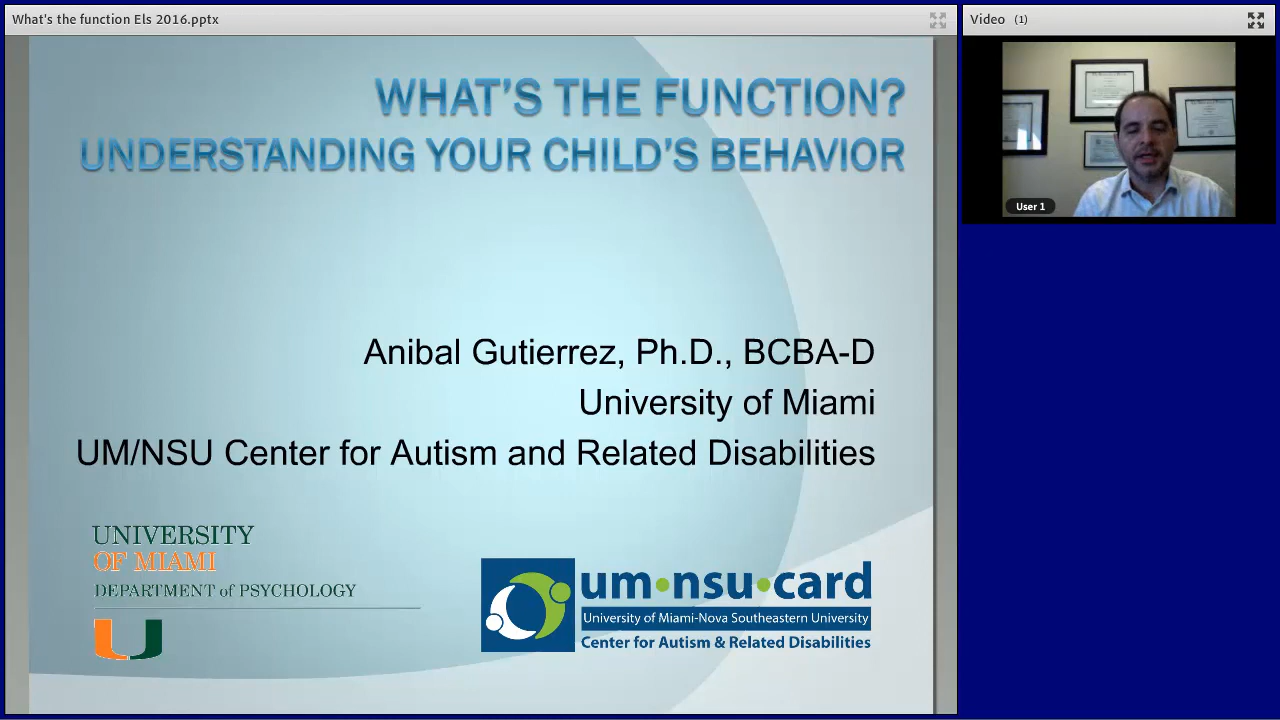 What's the function Els 2016.pptx
Video (1)
WHAT'S THE FUNCTION?
UNDERSTANDING YOUR CHILD'S BEHAVIOR
User 1
Anibal Gutierrez, Ph.D., BCBA-D
University of Miami
UM/NSU Center for Autism and Related Disabilities
UNIVERSITY
OF MIAMI
DEPARTMENT of PSYCHOLOGY
um•nsu•card
University of Miami-Nova Southeastern University
Center for Autism & Related Disabilities